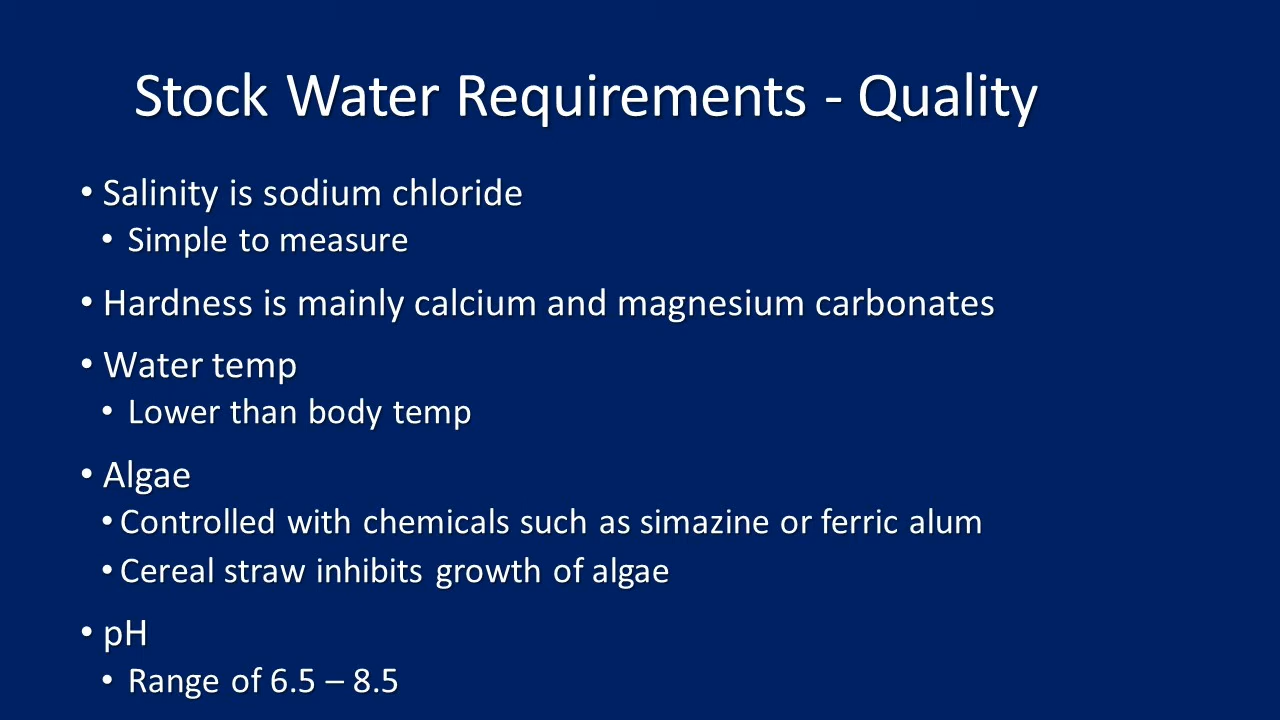 Stock Water Requirements - Quality
• Salinity is sodium chloride
• Simple to measure
• Hardness is mainly calcium and magnesium carbonates
• Water temp
• Lower than body temp
• Algae
• Controlled with chemicals such as simazine or ferric alum
• Cereal straw inhibits growth of algae
• pH
• Range of 6.5 – 8.5